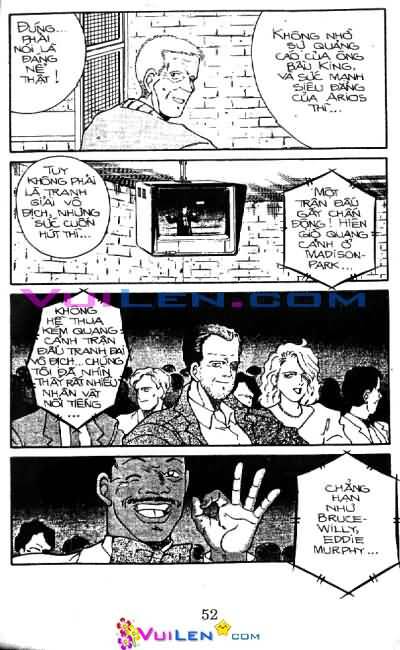 KHÔNG NHỜ
SỰ QUẢNG
CÁO CỦA ÔNG
BẦU KING,
VÀ SỨC MẠNH
SIÊU ĐẲNG
CỦA ARIOS
THÌ...
ĐÚNG...
PHẢI
NÓI LÀ
ĐÁNG
NỂ
THẬT!
MỘT
TRẬN ĐẤU
GÂY CHẤN
ĐỘNG! HIỆN
GIỜ QUANG
CẢNH Ở
MADISON-
PARK...
TUY
KHÔNG PHẢI
LÀ TRANH
GIẢI VÔ
ĐỊCH, NHƯNG
SỨC CUỐN
HÚT THÌ...
VUILEN.COM
KHÔNG
HỀ THUA
KÉM QUANG
CẢNH TRẬN
ĐẤU TRANH ĐAI
VÔ ĐỊCH... CHÚNG
TÔI ĐÃ NHÌN
THẤY RẤT NHIỀU
NHÂN VẬT
NỔI TIẾNG
...
CHẲNG
HẠN
NHƯ
BRUCE-
WILLY,
EDDIE
MURPHY...
52
VUILEN.COM